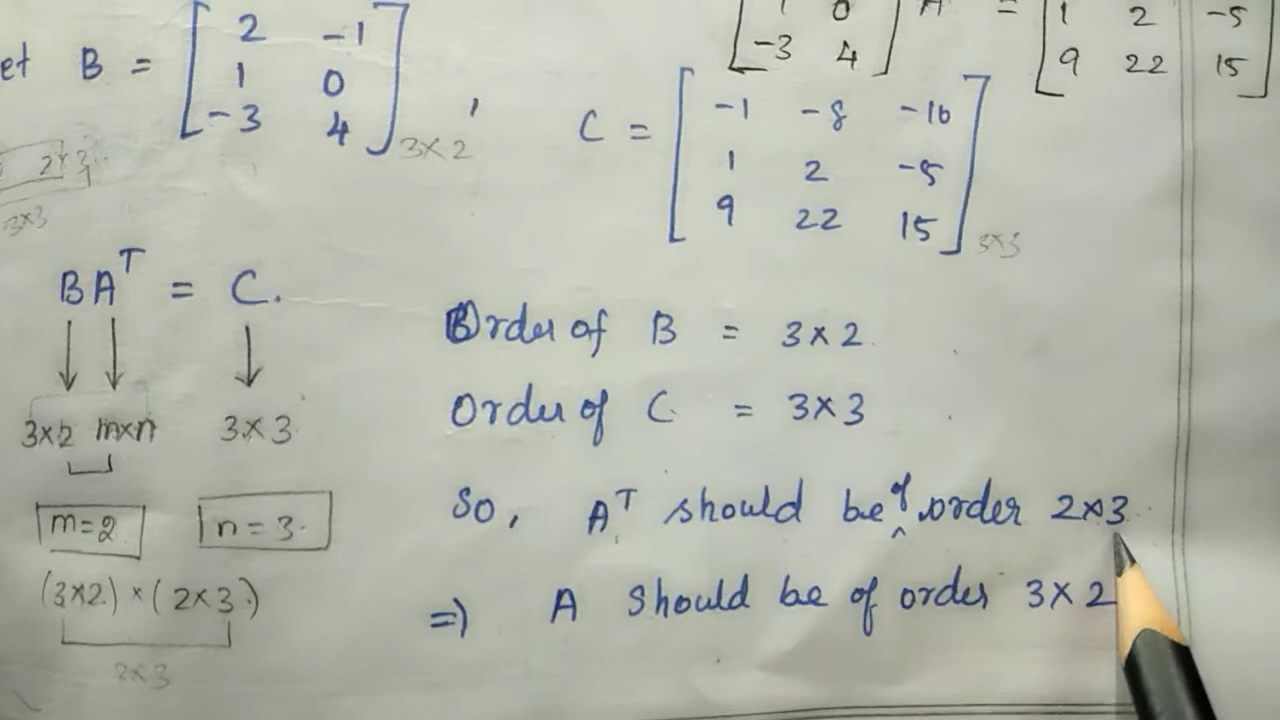 0 A = 1 2 -5
-3 4 9 22 15
et B = [ 2 -1
1 0
-3 4 ] 3×2 ,
C = [ -1 -8 -16
1 2 -5
9 22 15 ] 3×3
2×3
3×3
BA^T = C.
3×2 m×n 3×3
m=2 n=3.
(3×2) × (2×3)
3×3
Order of B = 3×2.
Order of C. = 3×3
So, A^T should be of order 2×3
=) A should be of order 3×2